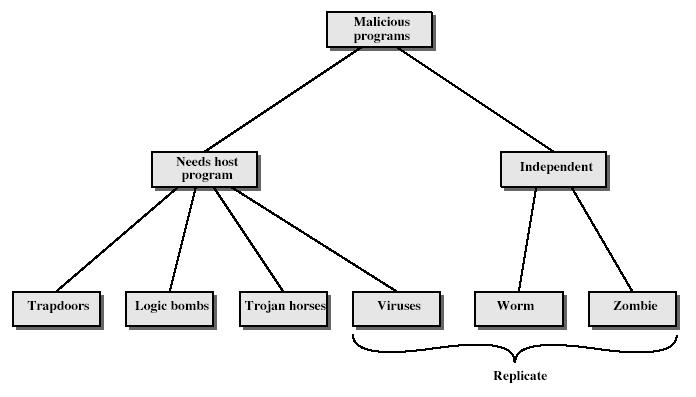 Malicious
programs
Needs host
program
Independent
Trapdoors
Logic bombs
Trojan horses
Viruses
Worm
Zombie
Replicate